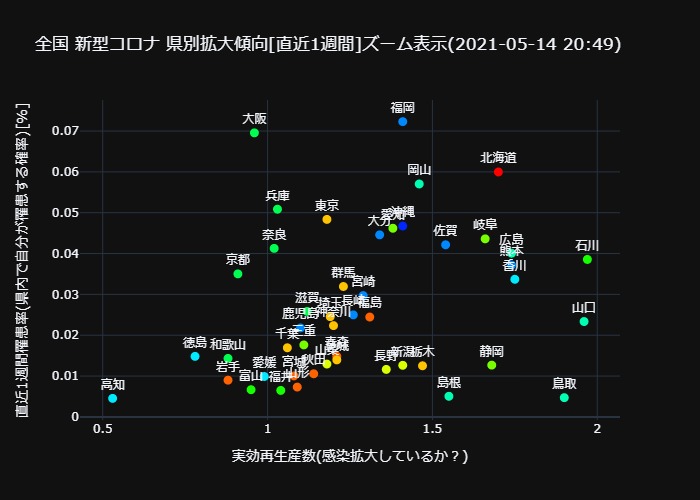 全国 新型コロナ 県別拡大傾向[直近1週間]ズーム表示(2021-05-14 20:49)
直近1週間罹患率(県内で自分が罹患する確率)[%]
0.07
0.06
0.05
0.04
0.03
0.02
0.01
0
大阪
福岡
北海道
岡山
兵庫
東京
愛知
沖縄
大分
岐阜
奈良
佐賀
広島
熊本
石川
京都
群馬
宮崎
香川
滋賀
埼玉
長崎
福島
鹿児島
神奈川
山口
千葉
三重
徳島
和歌山
長野
新潟
栃木
静岡
岩手
愛媛
宮城
秋田
高知
富山
福井
山形
島根
鳥取
0.5
1
1.5
2
実効再生産数(感染拡大しているか？)